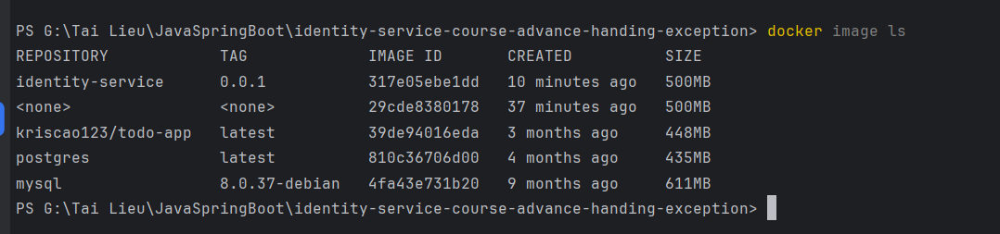 PS G:\Tai Lieu\JavaSpringBoot\identity-service-course-advance-handing-exception> docker image ls
REPOSITORY TAG IMAGE ID CREATED SIZE
identity-service 0.0.1 317e05ebe1dd 10 minutes ago 500MB
<none> <none> 29cde8380178 37 minutes ago 500MB
kriscao123/todo-app latest 39de94016eda 3 months ago 448MB
postgres latest 810c36706d00 4 months ago 435MB
mysql 8.0.37-debian 4fa43e731b20 9 months ago 611MB
PS G:\Tai Lieu\JavaSpringBoot\identity-service-course-advance-handing-exception>